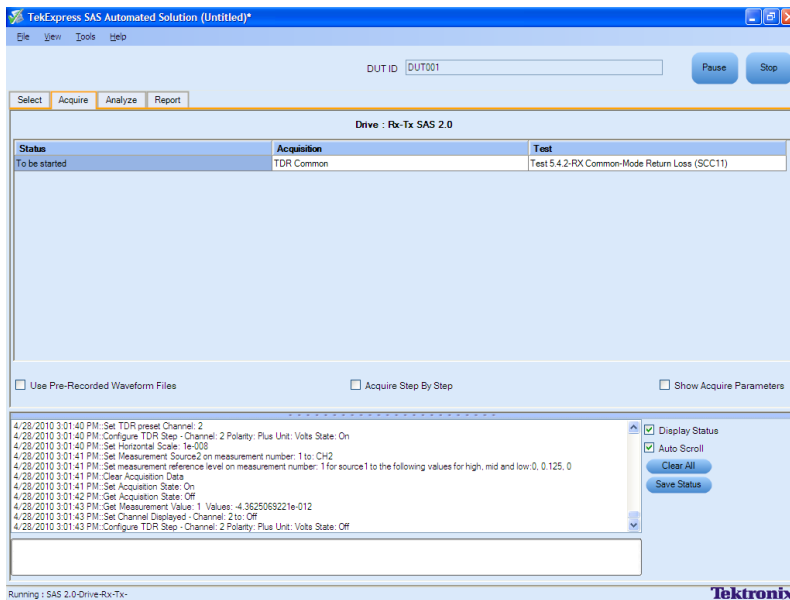 TekExpress SAS Automated Solution (Untitled)*
File View Tools Help
DUT ID DUT001 Pause Stop
Select Acquire Analyze Report
Drive : Rx-Tx SAS 2.0
Status Acquisition Test
To be started TDR Common Test 5.4.2-RX Common-Mode Return Loss (SCC11)
Use Pre-Recorded Waveform Files Acquire Step By Step Show Acquire Parameters
4/28/2010 3:01:40 PM::Set TDR preset Channel: 2
4/28/2010 3:01:40 PM::Configure TDR Step - Channel: 2 Polarity: Plus Unit: Volts State: On
4/28/2010 3:01:40 PM::Set Horizontal Scale: 1e-008
4/28/2010 3:01:41 PM::Set Measurement Source2 on measurement number: 1 to: CH2
4/28/2010 3:01:41 PM::Set measurement reference level on measurement number: 1 for source1 to the following values for high, mid and low:0, 0.125, 0
4/28/2010 3:01:41 PM::Clear Acquisition Data
4/28/2010 3:01:41 PM::Set Acquisition State: On
4/28/2010 3:01:42 PM::Get Acquisition State: Off
4/28/2010 3:01:43 PM::Get Measurement Value: 1 Values: -4.3625069221e-012
4/28/2010 3:01:43 PM::Set Channel Displayed - Channel: 2 to: Off
4/28/2010 3:01:43 PM::Configure TDR Step - Channel: 2 Polarity: Plus Unit: Volts State: Off
Display Status
Auto Scroll
Clear All
Save Status
Running : SAS 2.0-Drive-Rx-Tx-
Tektronix